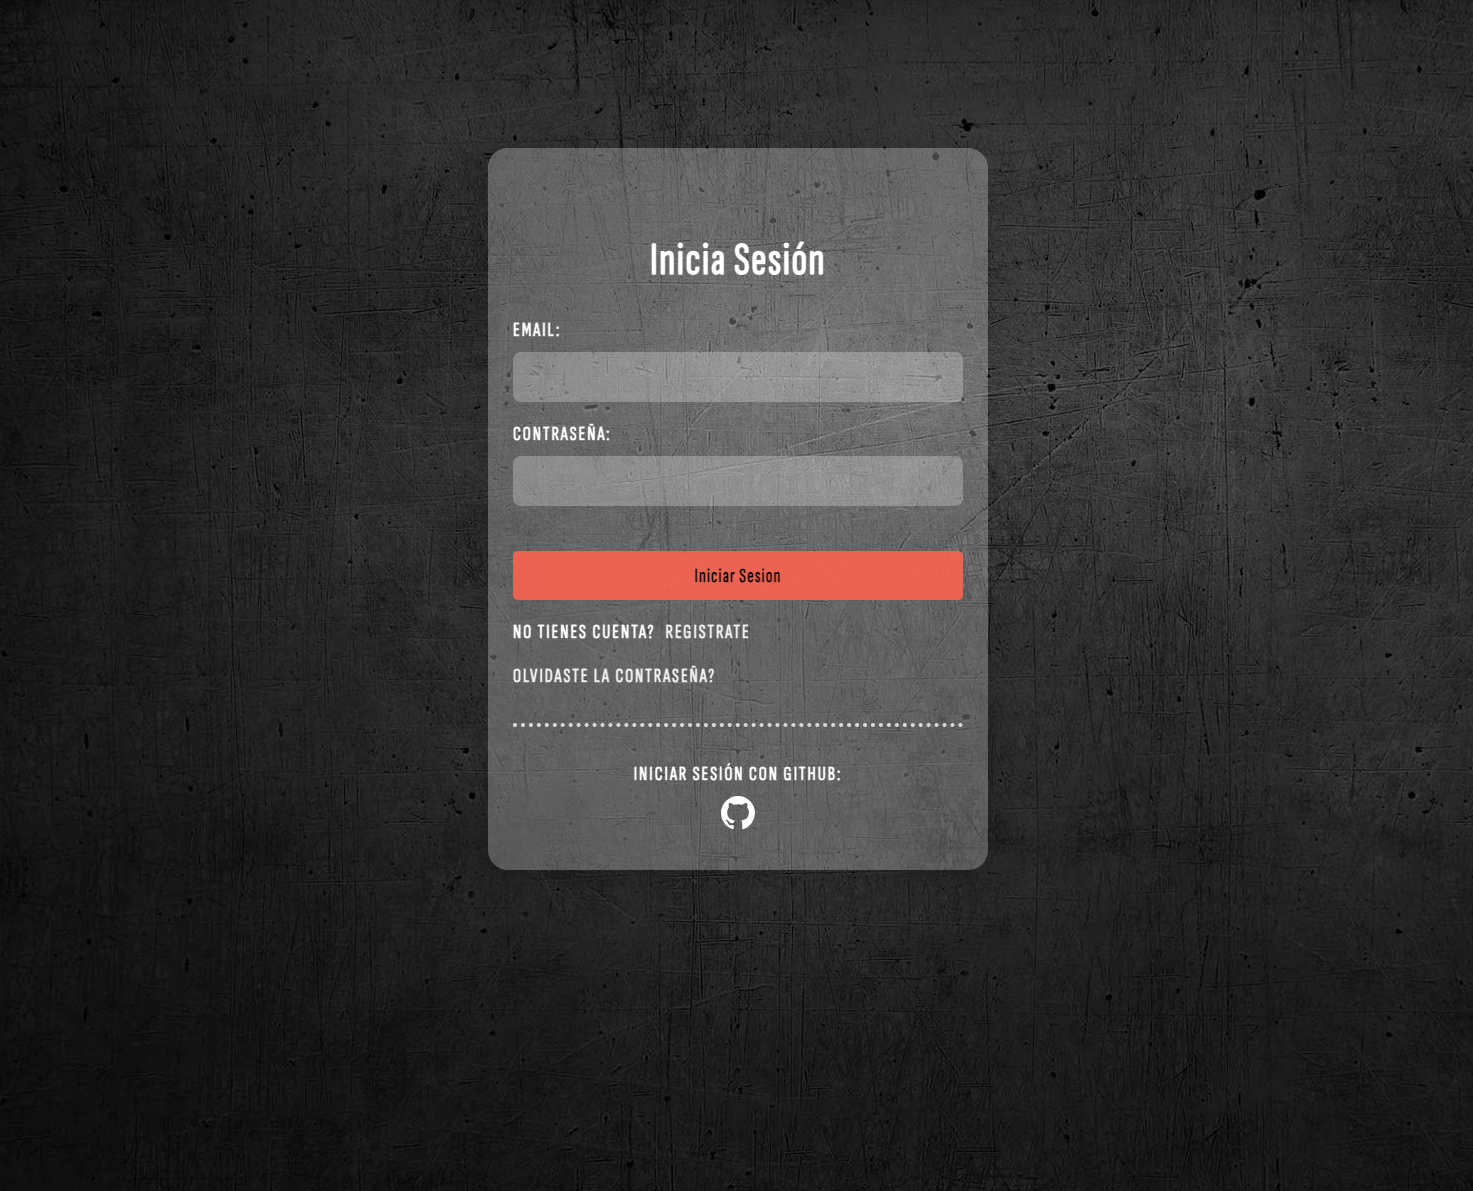 Inicia Sesión
EMAIL:
CONTRASEÑA:
Iniciar Sesion
NO TIENES CUENTA? REGISTRATE
OLVIDASTE LA CONTRASEÑA?
INICIAR SESIÓN CON GITHUB: